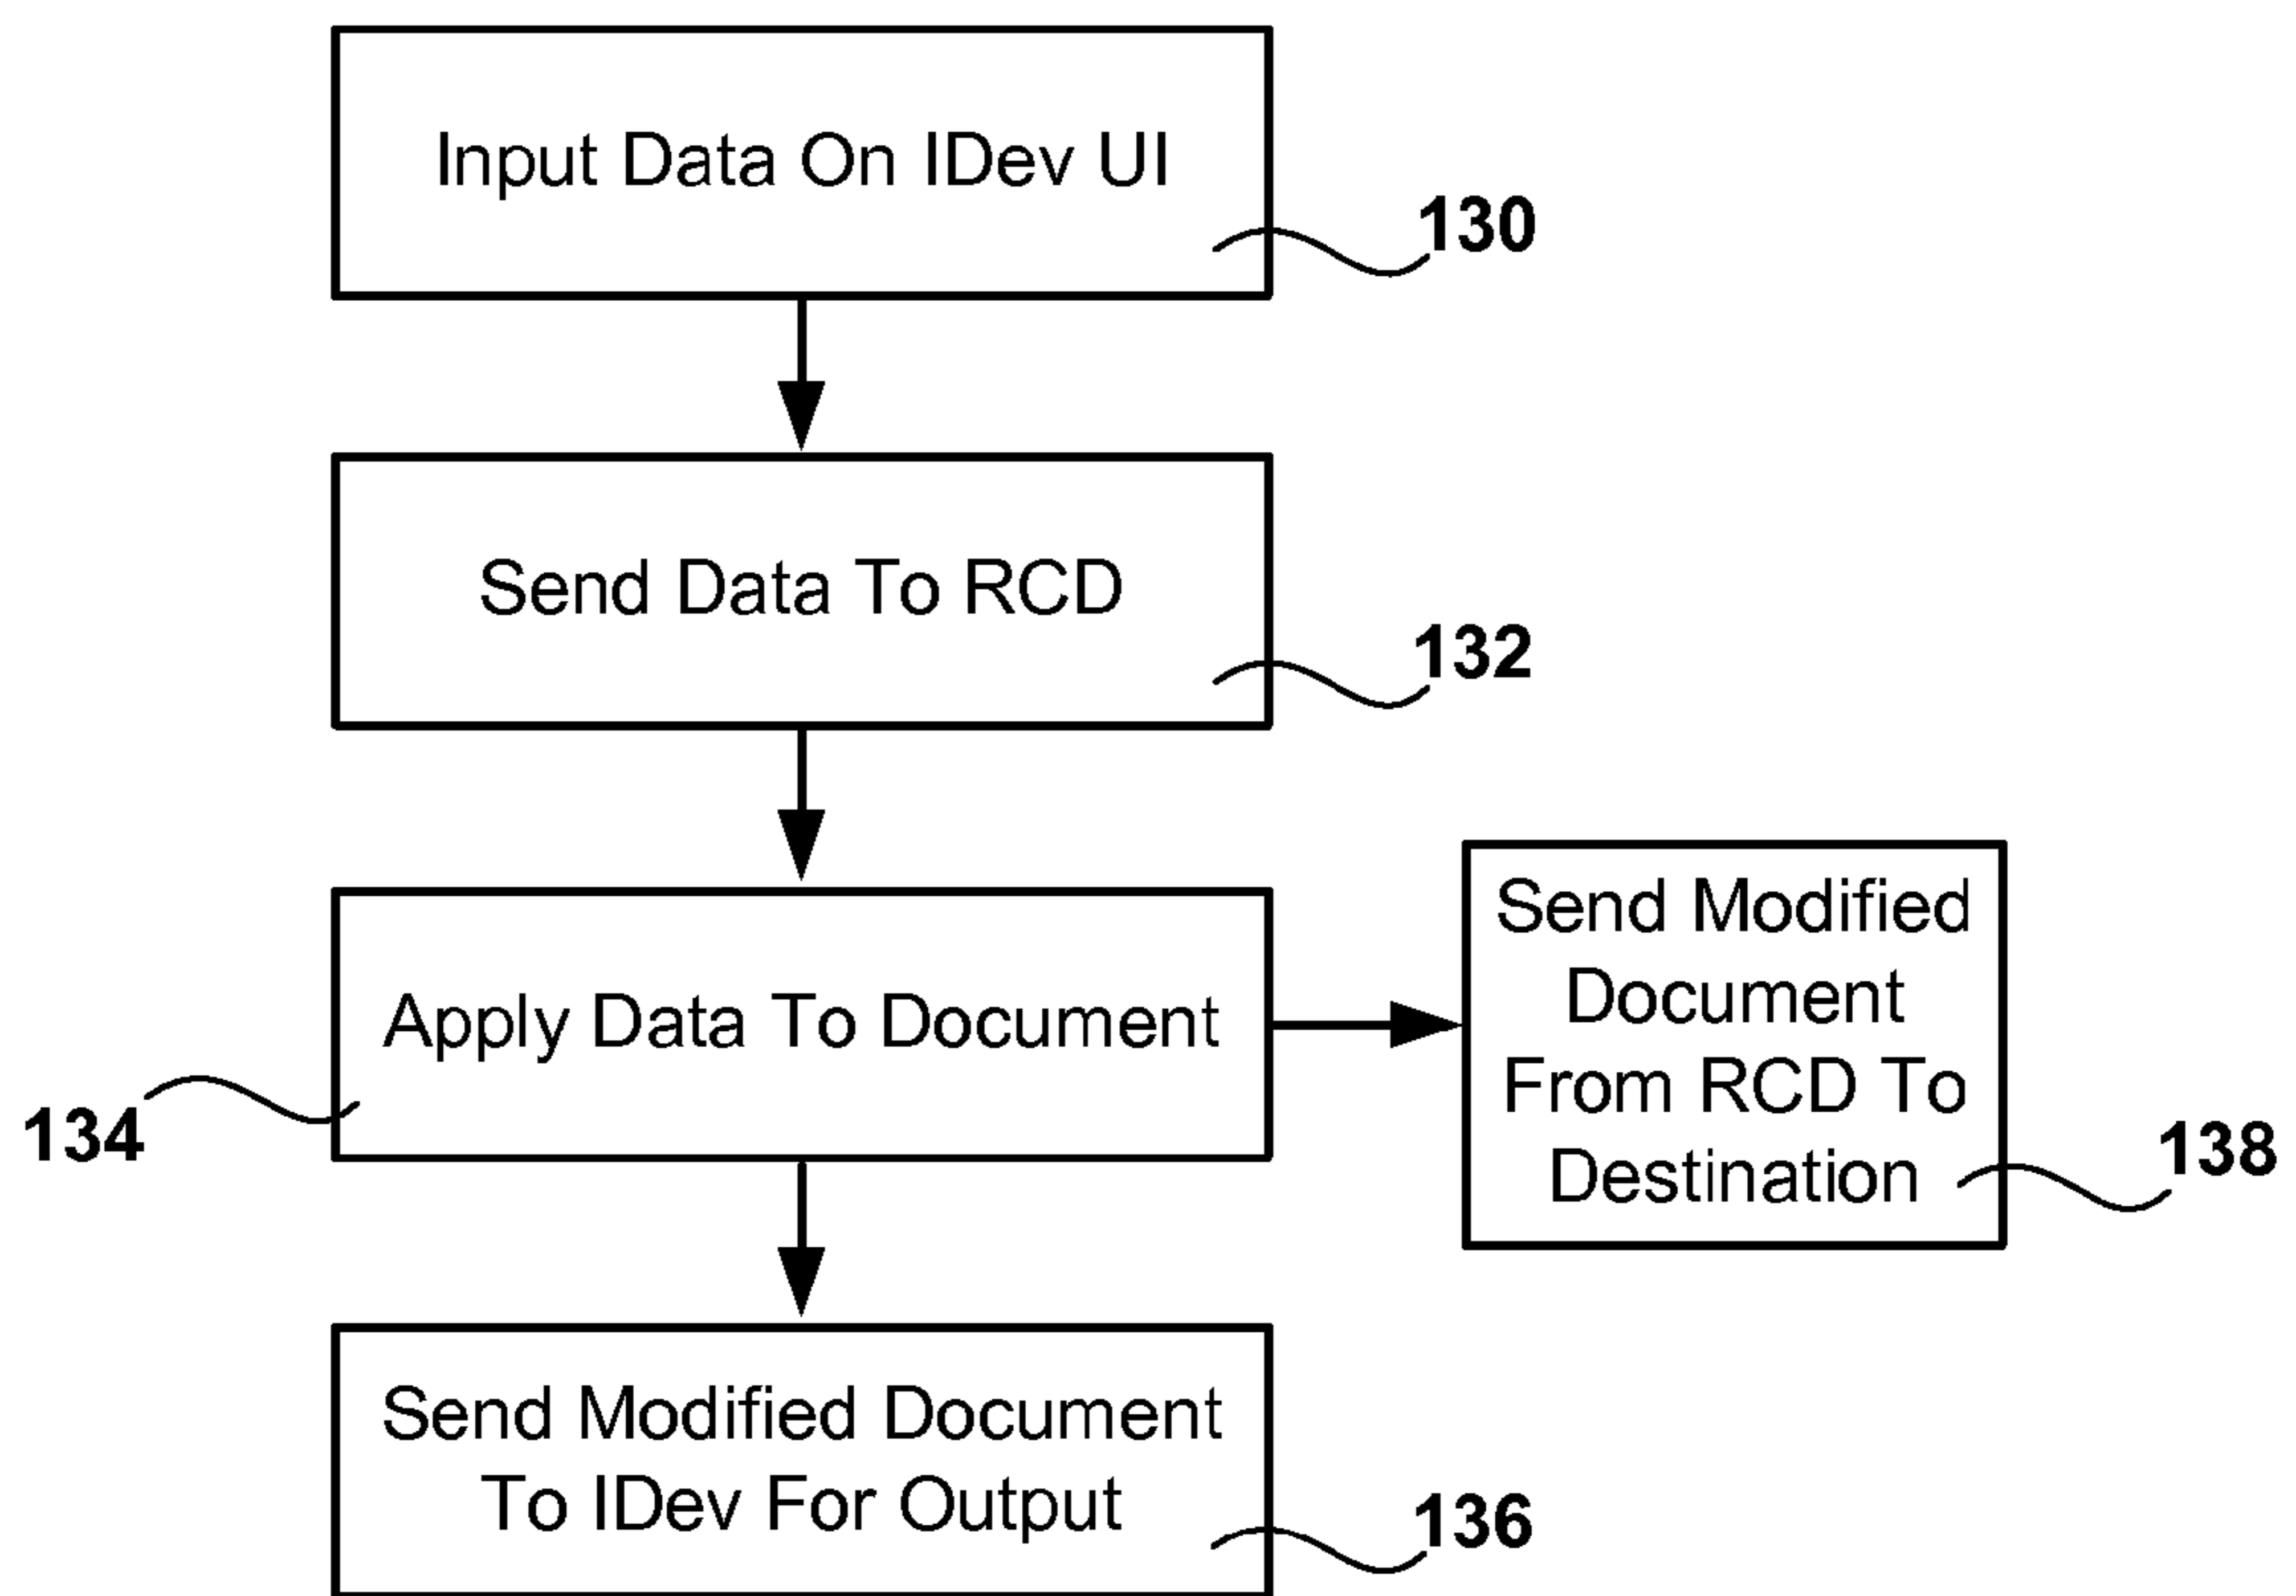 Input Data On IDev UI
130
Send Data To RCD
132
Apply Data To Document
134
Send Modified
Document
From RCD To
Destination
138
Send Modified Document
To IDev For Output
136